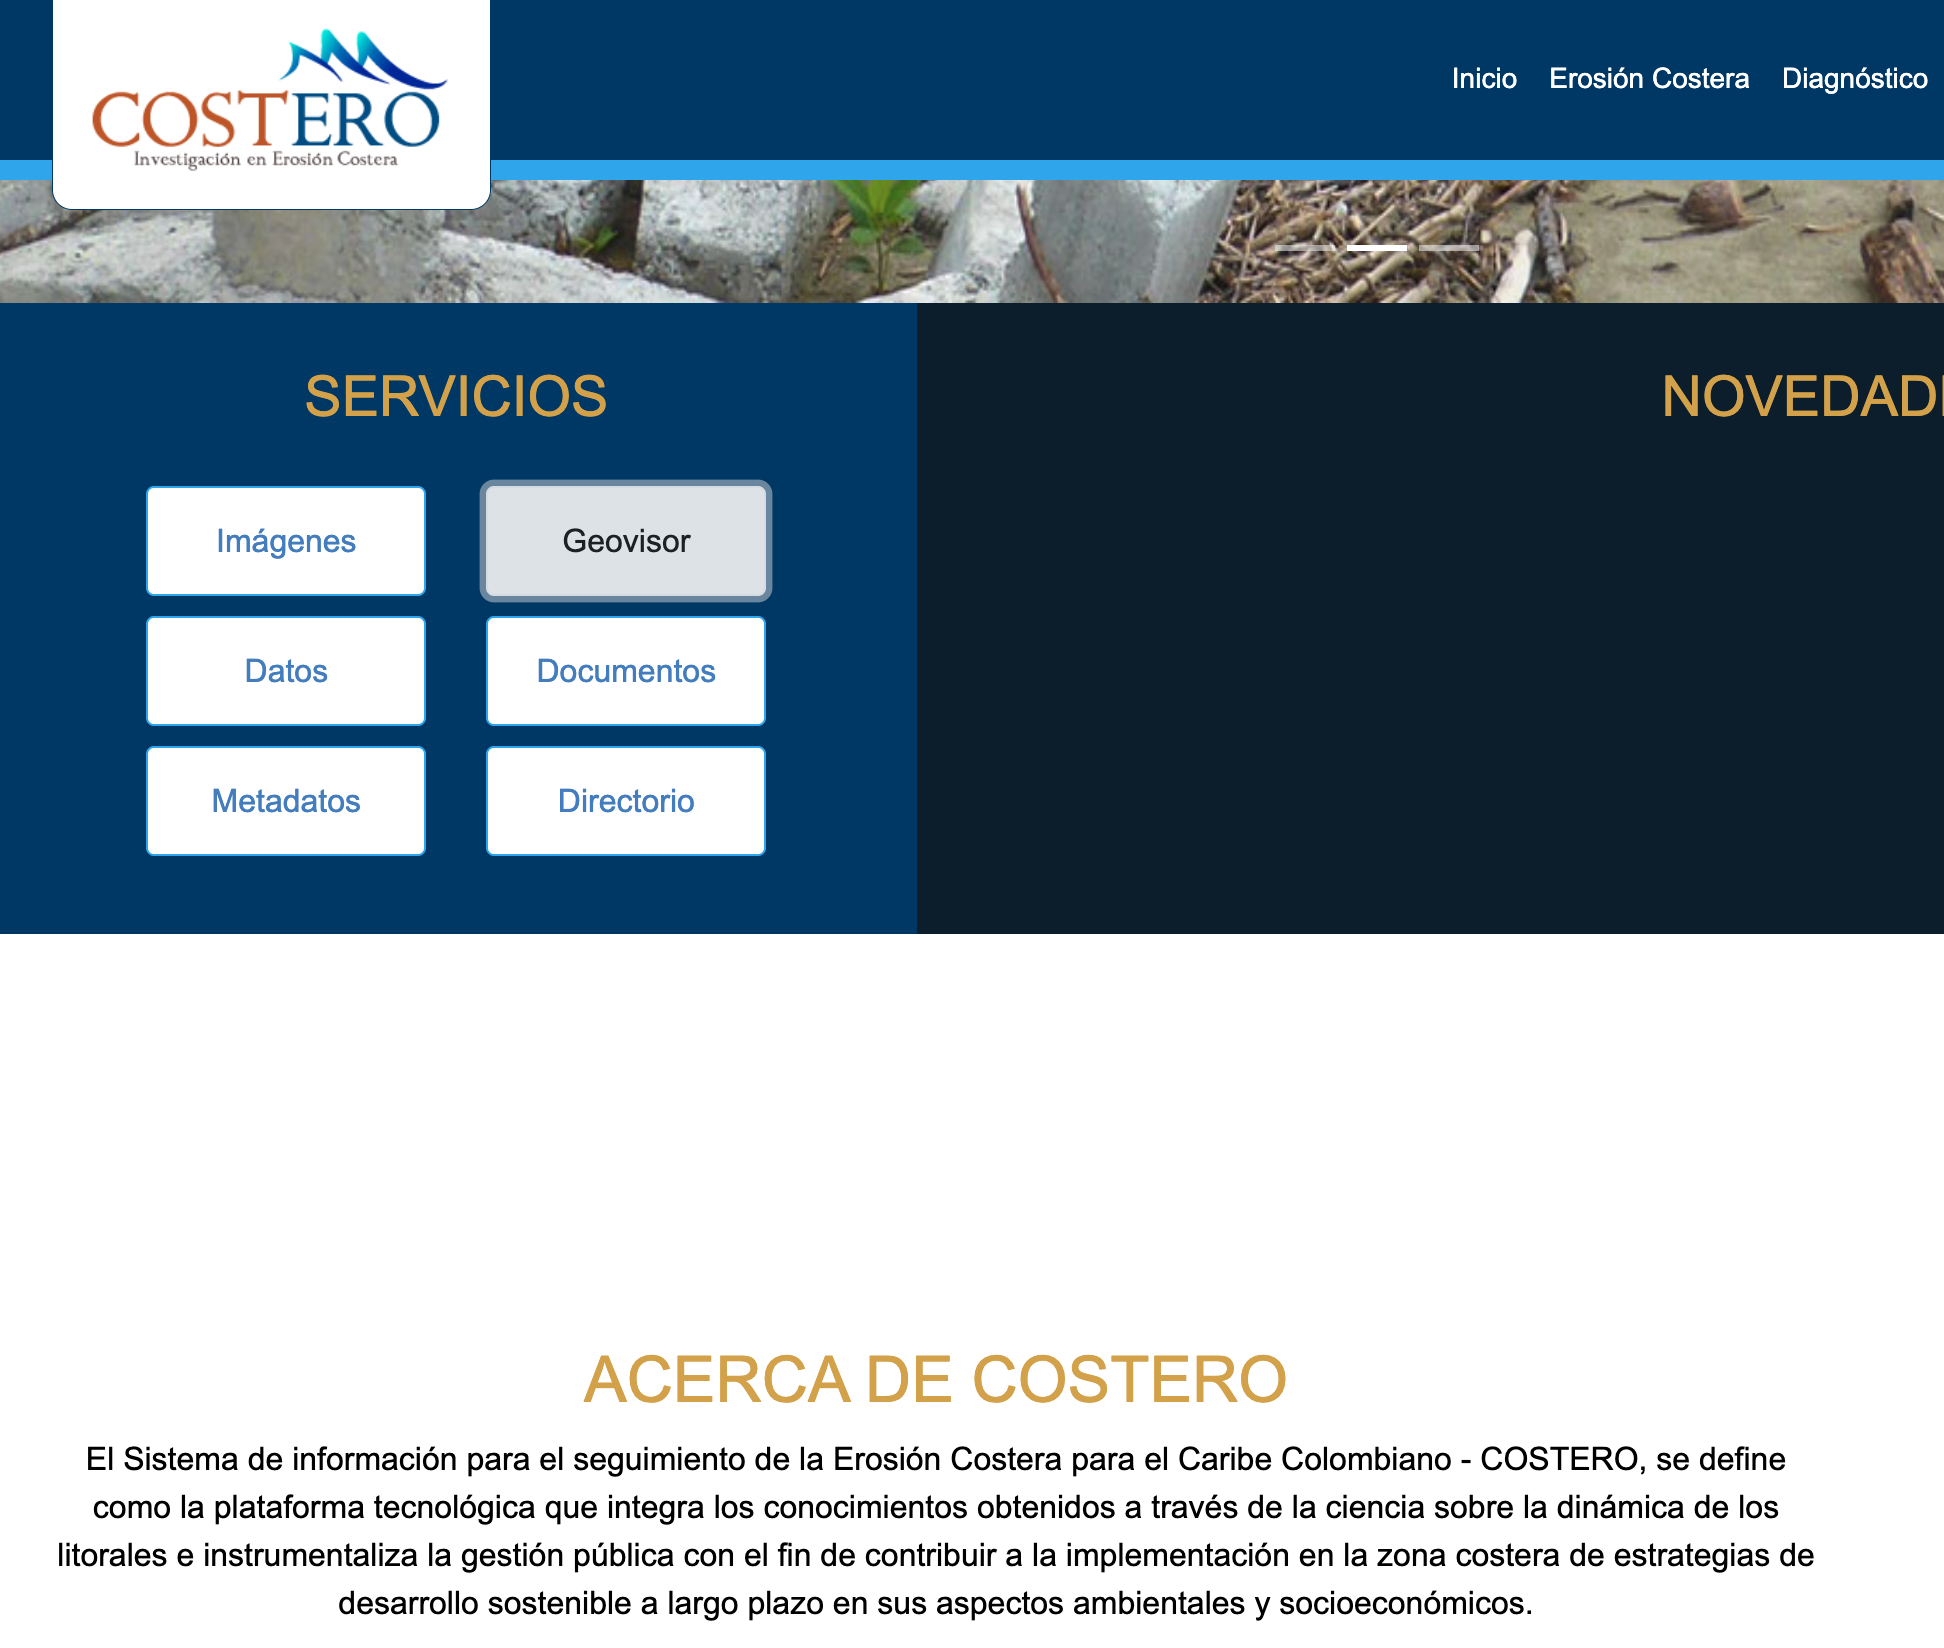 COSTERO
Investigación en Erosión Costera
Inicio Erosión Costera Diagnóstico
SERVICIOS
Imágenes Geovisor
Datos Documentos
Metadatos Directorio
NOVEDAD
ACERCA DE COSTERO
El Sistema de información para el seguimiento de la Erosión Costera para el Caribe Colombiano - COSTERO, se define
como la plataforma tecnológica que integra los conocimientos obtenidos a través de la ciencia sobre la dinámica de los
litorales e instrumentaliza la gestión pública con el fin de contribuir a la implementación en la zona costera de estrategias de
desarrollo sostenible a largo plazo en sus aspectos ambientales y socioeconómicos.